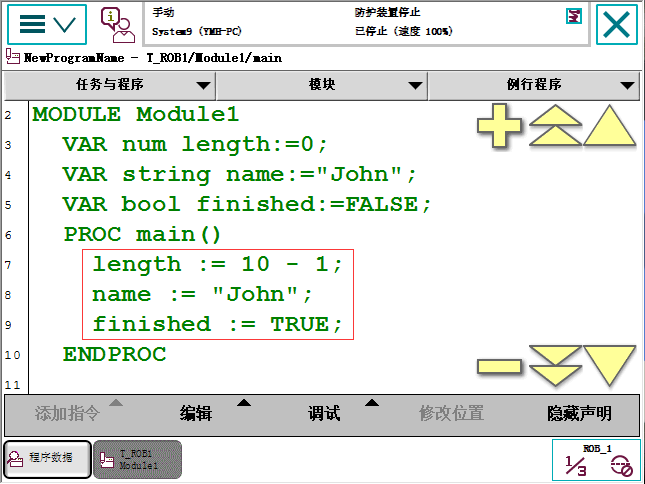 手动
防护装置停止
System9 (YMH-PC)
已停止 (速度 100%)
NewProgramName - T_ROB1/Module1/main
任务与程序
模块
例行程序
2 MODULE Module1
3 VAR num length:=0;
4 VAR string name:="John";
5 VAR bool finished:=FALSE;
6 PROC main()
7 length := 10 - 1;
8 name := "John";
9 finished := TRUE;
10 ENDPROC
11
添加指令
编辑
调试
修改位置
隐藏声明
程序数据
T_ROB1
Module1
ROB_1
1/3